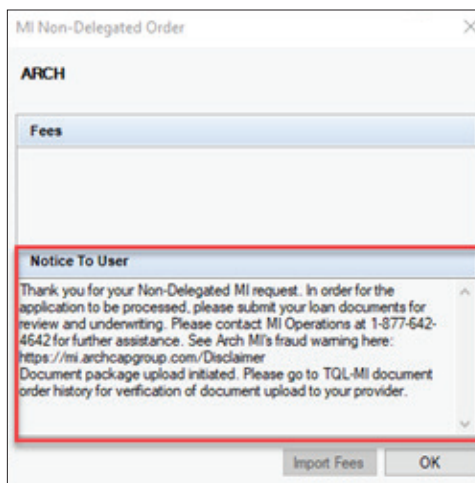 MI Non-Delegated Order
ARCH
Fees
Notice To User
Thank you for your Non-Delegated MI request. In order for the
application to be processed, please submit your loan documents for
review and underwriting. Please contact MI Operations at 1-877-642-
4642 for further assistance. See Arch MI's fraud warning here:
https://mi.archcapgroup.com/Disclaimer
Document package upload initiated. Please go to TQL-MI document
order history for verification of document upload to your provider.
Import Fees
OK